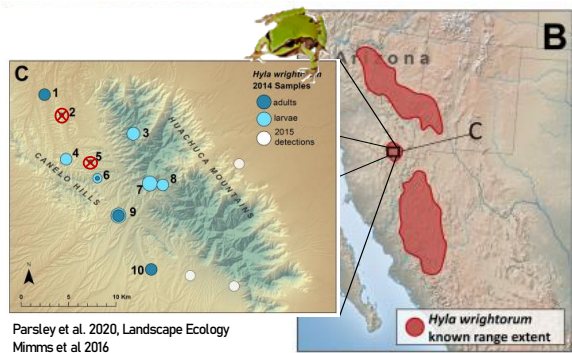 B
Arizona
C
Hyla wrightorum
2014 Samples
adults
larvae
2015
detections
1
2
3
4
5
6
7
8
9
10
HUACHUCA MOUNTAINS
CANELO HILLS
C
N
0 5 10 Km
Hyla wrightorum
known range extent
Parsley et al. 2020, Landscape Ecology
Mimms et al 2016